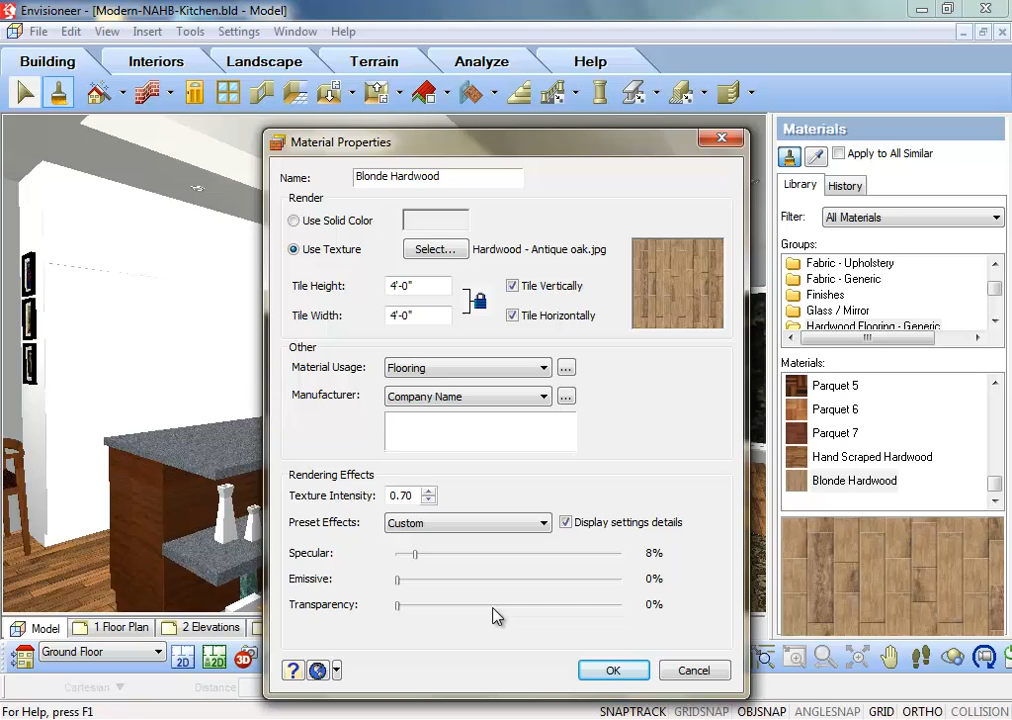 Envisioneer - [Modern-NAHB-Kitchen.bld - Model]
File Edit View Insert Tools Settings Window Help
Building Interiors Landscape Terrain Analyze Help
Material Properties
Name: Blonde Hardwood
Render
Use Solid Color
Use Texture Select... Hardwood - Antique oak.jpg
Tile Height: 4'-0" Tile Vertically
Tile Width: 4'-0" Tile Horizontally
Other
Material Usage: Flooring ...
Manufacturer: Company Name ...
Rendering Effects
Texture Intensity: 0.70
Preset Effects: Custom Display settings details
Specular: 8%
Emissive: 0%
Transparency: 0%
? OK Cancel
Materials
Apply to All Similar
Library History
Filter: All Materials
Groups:
Fabric - Upholstery
Fabric - Generic
Finishes
Glass / Mirror
Hardwood Flooring - Generic
Materials:
Parquet 5
Parquet 6
Parquet 7
Hand Scraped Hardwood
Blonde Hardwood
Model 1 Floor Plan 2 Elevations
Ground Floor 2D 2D 3D
Cartesian Distance
For Help, press F1 SNAPTRACK GRIDSNAP OBJSNAP ANGLESNAP GRID ORTHO COLLISION